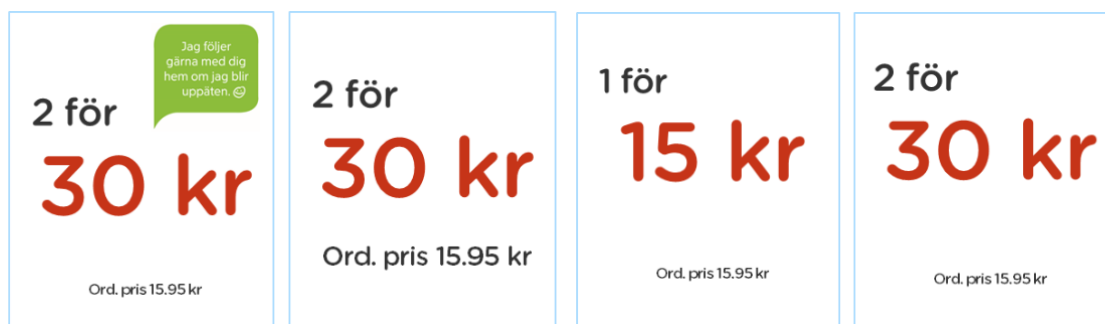 Jag följer
gärna med dig
hem om jag blir
uppäten.
2 för
30 kr
Ord. pris 15.95 kr
2 för
30 kr
Ord. pris 15.95 kr
1 för
15 kr
Ord. pris 15.95 kr
2 för
30 kr
Ord. pris 15.95 kr